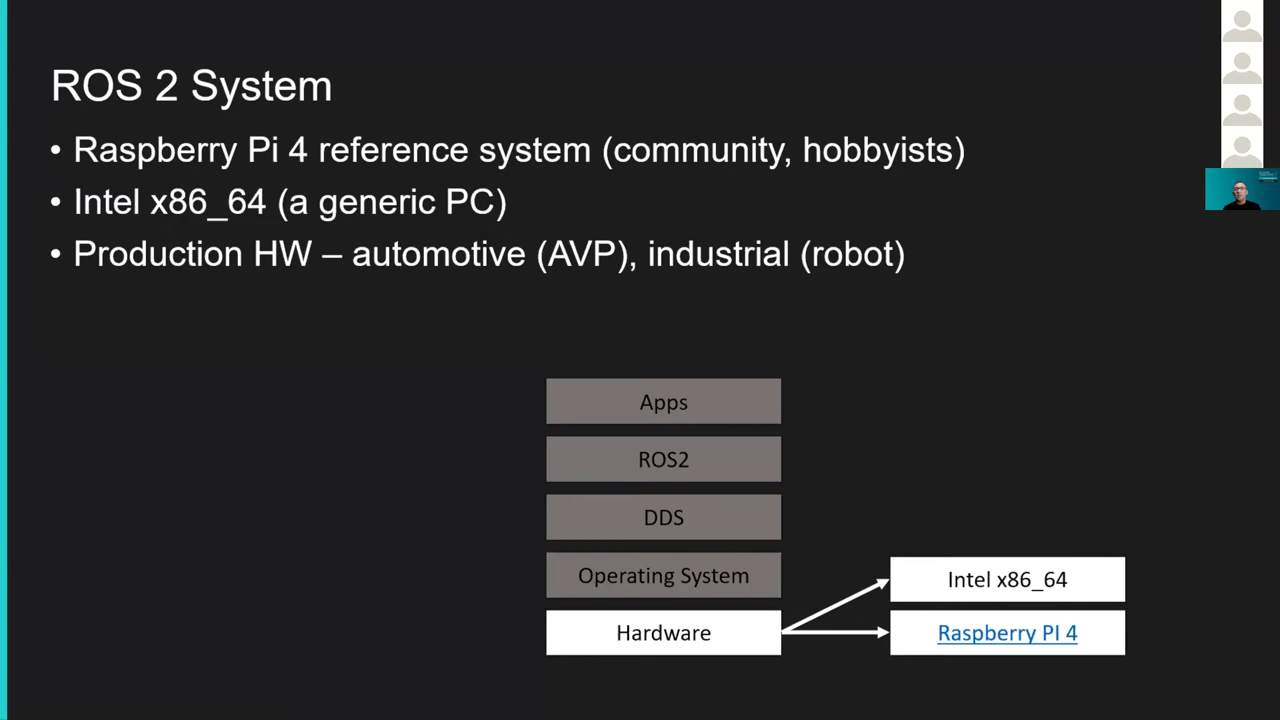 ROS 2 System
• Raspberry Pi 4 reference system (community, hobbyists)
• Intel x86_64 (a generic PC)
• Production HW – automotive (AVP), industrial (robot)
Apps
ROS2
DDS
Operating System
Hardware
Intel x86_64
Raspberry PI 4